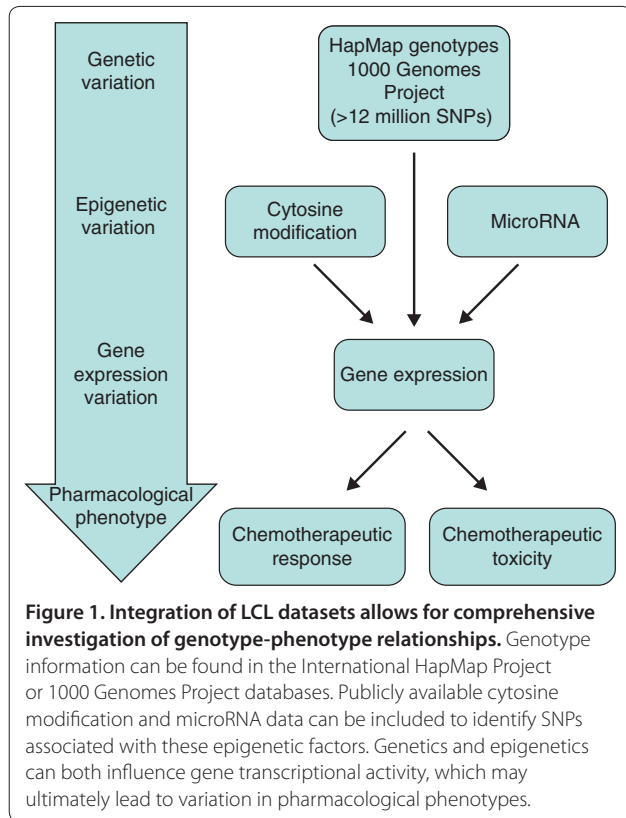 Genetic
variation
HapMap genotypes
1000 Genomes
Project
(>12 million SNPs)
Epigenetic
variation
Cytosine
modification
MicroRNA
Gene
expression
variation
Gene expression
Pharmacological
phenotype
Chemotherapeutic
response
Chemotherapeutic
toxicity
Figure 1. Integration of LCL datasets allows for comprehensive
investigation of genotype-phenotype relationships. Genotype
information can be found in the International HapMap Project
or 1000 Genomes Project databases. Publicly available cytosine
modification and microRNA data can be included to identify SNPs
associated with these epigenetic factors. Genetics and epigenetics
can both influence gene transcriptional activity, which may
ultimately lead to variation in pharmacological phenotypes.